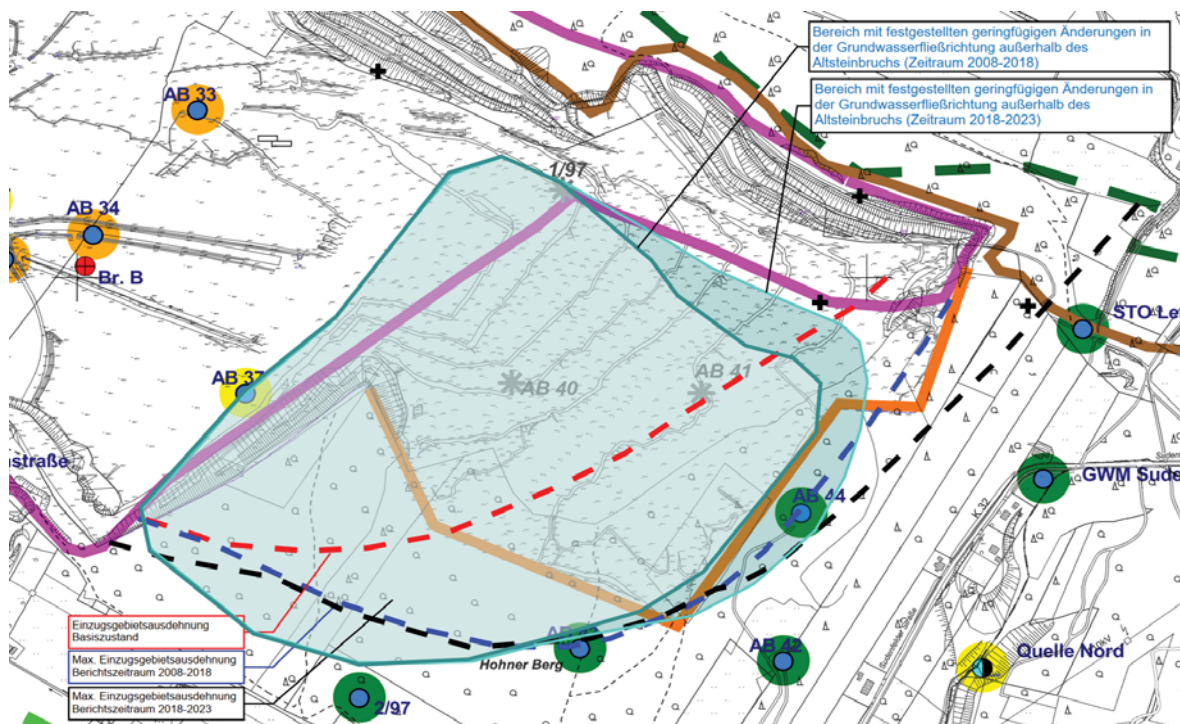 Bereich mit festgestellten geringfügigen Änderungen in
der Grundwasserfließrichtung außerhalb des
Altsteinbruchs (Zeitraum 2008-2018)
Bereich mit festgestellten geringfügigen Änderungen in
der Grundwasserfließrichtung außerhalb des
Altsteinbruchs (Zeitraum 2018-2023)
AB 33
1/97
AB 34
Br. B
STO Le
AB 37
AB 40
AB 41
nstraße
AB 44
GWM Sude
K 32
Einzugsgebietsausdehnung
Basiszustand
Max. Einzugsgebietsausdehnung
Berichtszeitraum 2008-2018
Max. Einzugsgebietsausdehnung
Berichtszeitraum 2018-2023
Hohner Berg
AB 42
Quelle Nord
2/97